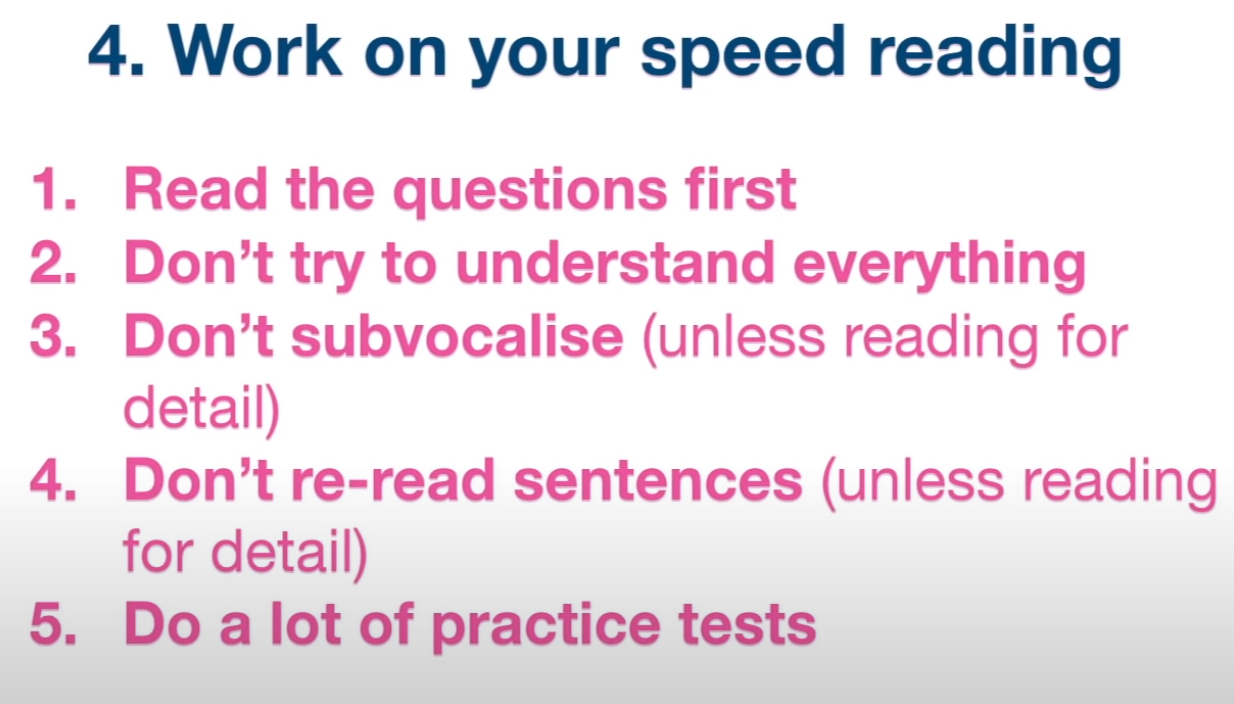 4. Work on your speed reading
1. Read the questions first
2. Don't try to understand everything
3. Don't subvocalise (unless reading for
detail)
4. Don't re-read sentences (unless reading
for detail)
5. Do a lot of practice tests